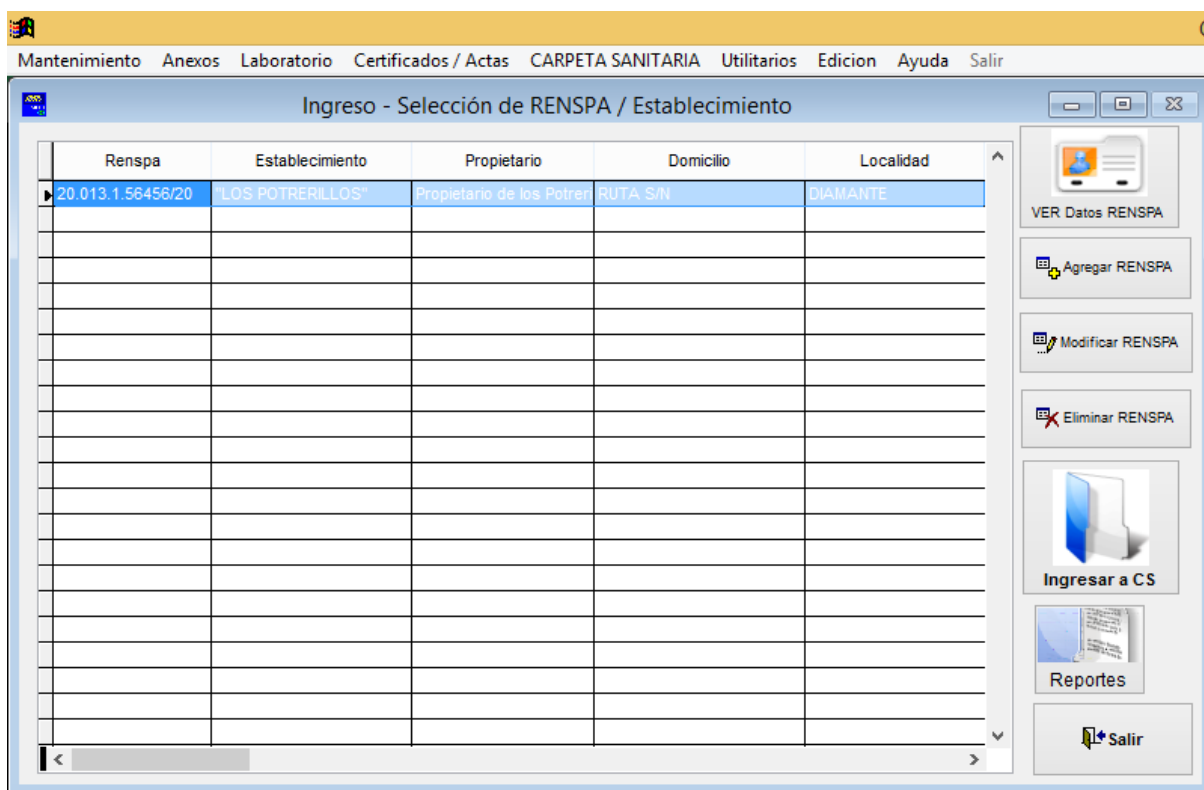 Mantenimiento Anexos Laboratorio Certificados / Actas CARPETA SANITARIA Utilitarios Edicion Ayuda Salir
Ingreso - Selección de RENSPA / Establecimiento
Renspa Establecimiento Propietario Domicilio Localidad
20.013.1.56456/20 "LOS POTRERILLOS" Propietario de los Potreri RUTA S/N DIAMANTE
VER Datos RENSPA
Agregar RENSPA
Modificar RENSPA
Eliminar RENSPA
Ingresar a CS
Reportes
Salir